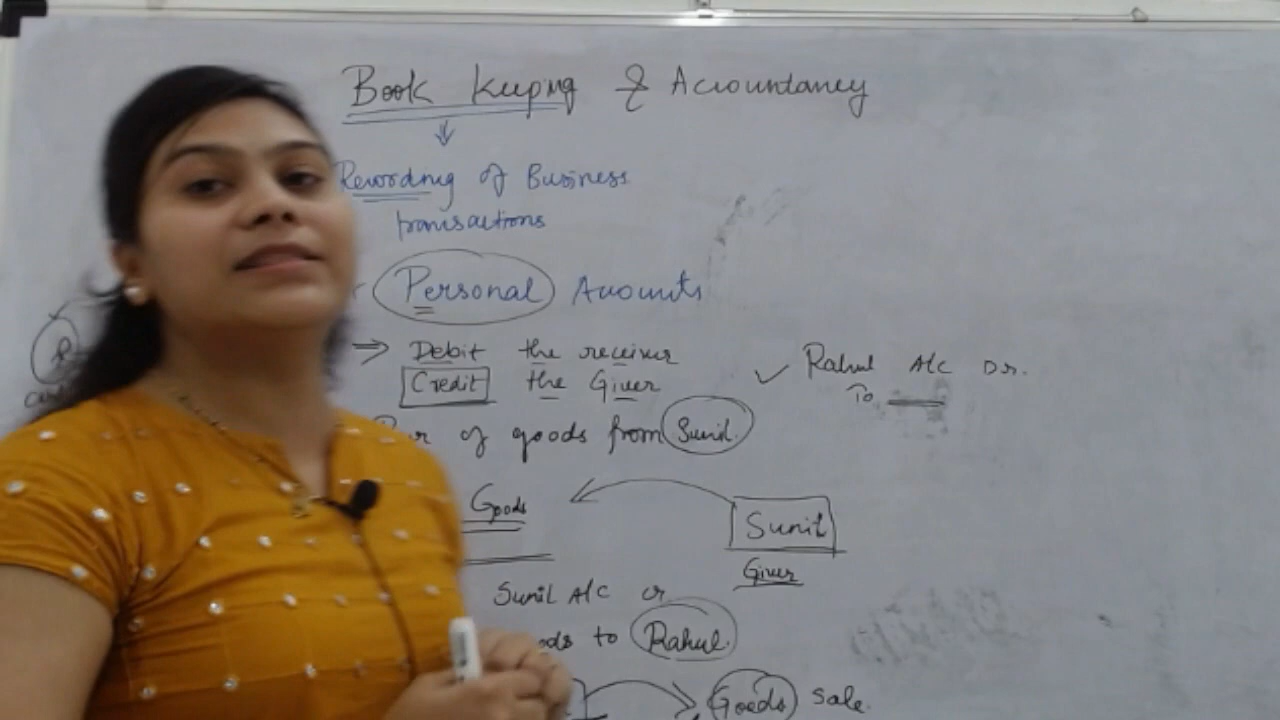 Book Keeping & Accountancy
Recording of Business
transactions
Personal Accounts
⇒ Debit the receiver
Credit the Giver
✓ Rahul A/C Dr.
To
of goods from Sunil.
Goods
Sunil
Giver
Sunil A/C cr
ods to Rahul.
Goods sale.
R